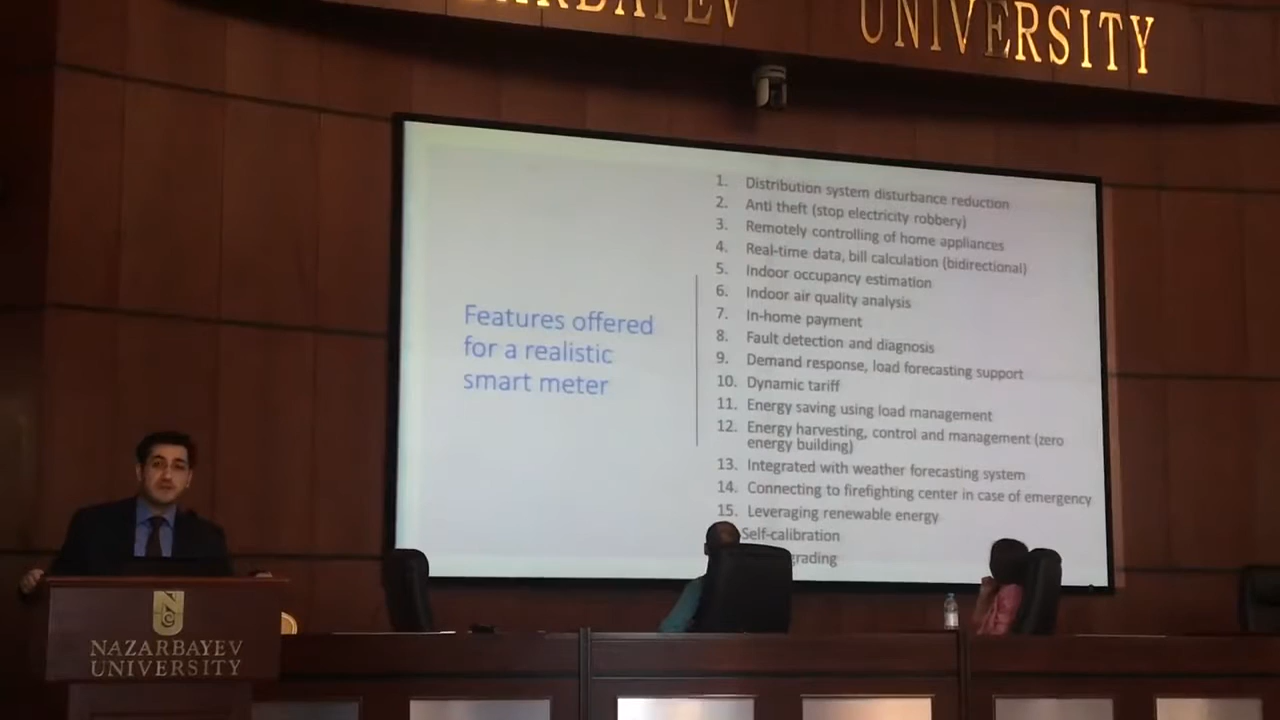 UNIVERSITY
Features offered
for a realistic
smart meter
1. Distribution system disturbance reduction
2. Anti theft (stop electricity robbery)
3. Remotely controlling of home appliances
4. Real-time data, bill calculation (bidirectional)
5. Indoor occupancy estimation
6. Indoor air quality analysis
7. In-home payment
8. Fault detection and diagnosis
9. Demand response, load forecasting support
10. Dynamic tariff
11. Energy saving using load management
12. Energy harvesting, control and management (zero
energy building)
13. Integrated with weather forecasting system
14. Connecting to firefighting center in case of emergency
15. Leveraging renewable energy
Self-calibration
NAZARBAYEV
UNIVERSITY